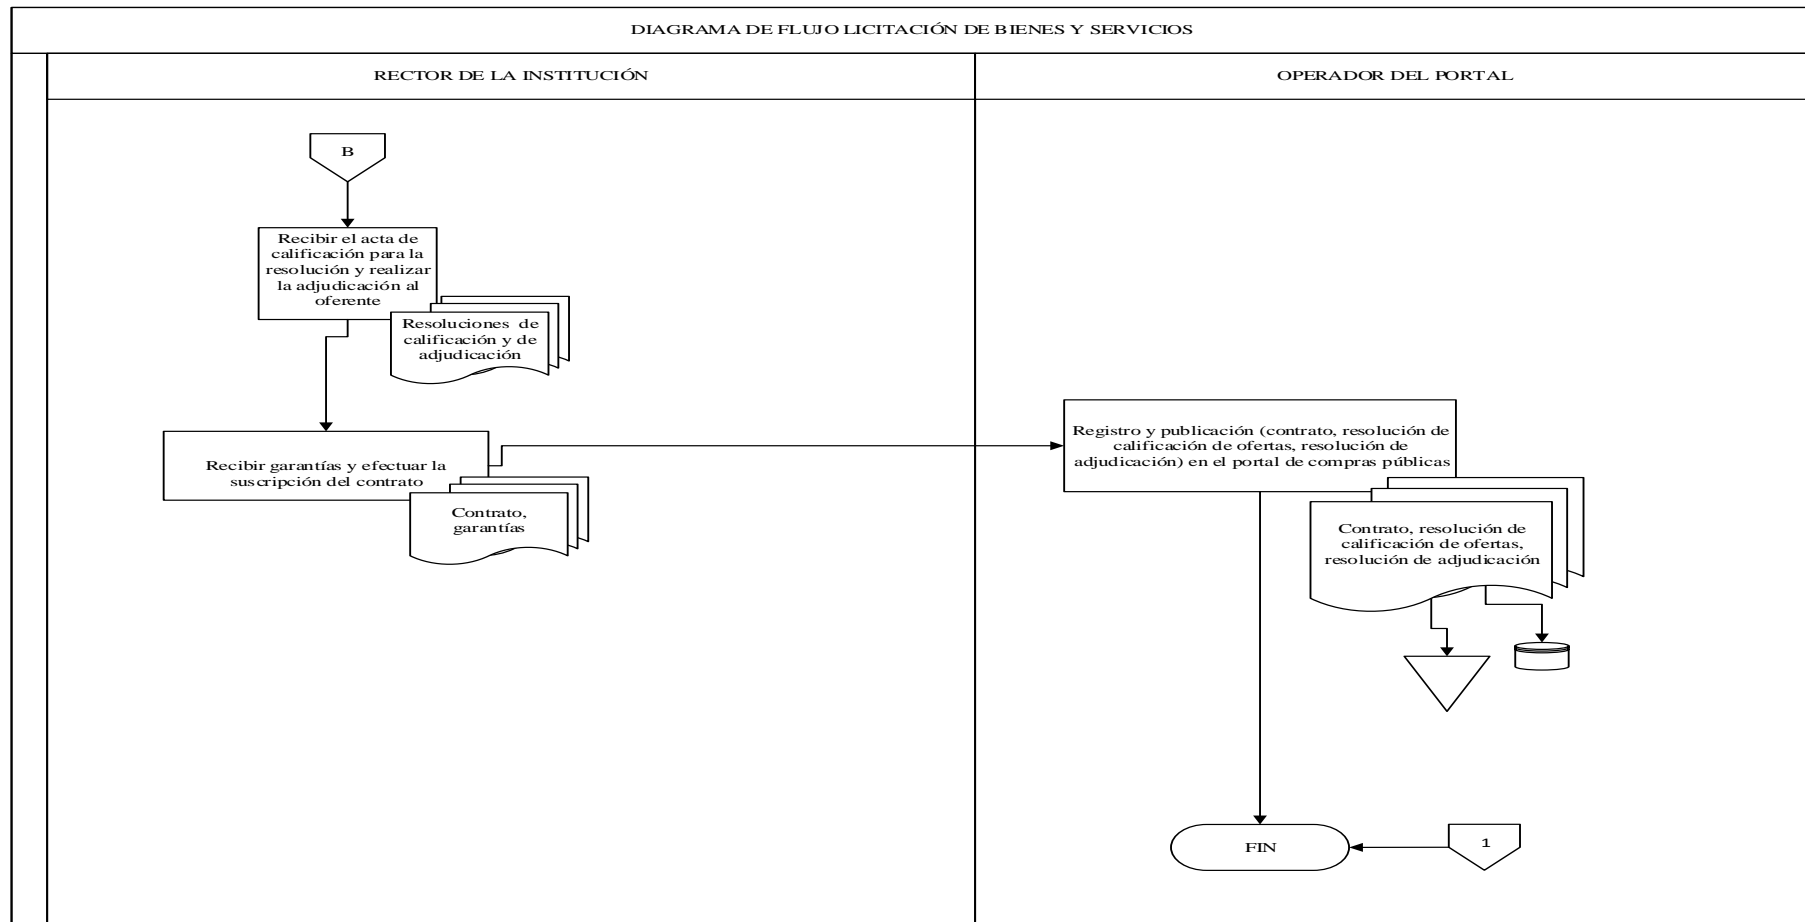 DIAGRAMA DE FLUJO LICITACIÓN DE BIENES Y SERVICIOS
RECTOR DE LA INSTITUCIÓN
OPERADOR DEL PORTAL
B
Recibir el acta de
calificación para la
resolución y realizar
la adjudicación al
oferente
Resoluciones de
calificación y de
adjudicación
Recibir garantías y efectuar la
suscripción del contrato
Contrato,
garantías
Registro y publicación (contrato, resolución de
calificación de ofertas, resolución de
adjudicación) en el portal de compras públicas
Contrato, resolución de
calificación de ofertas,
resolución de adjudicación
FIN
1